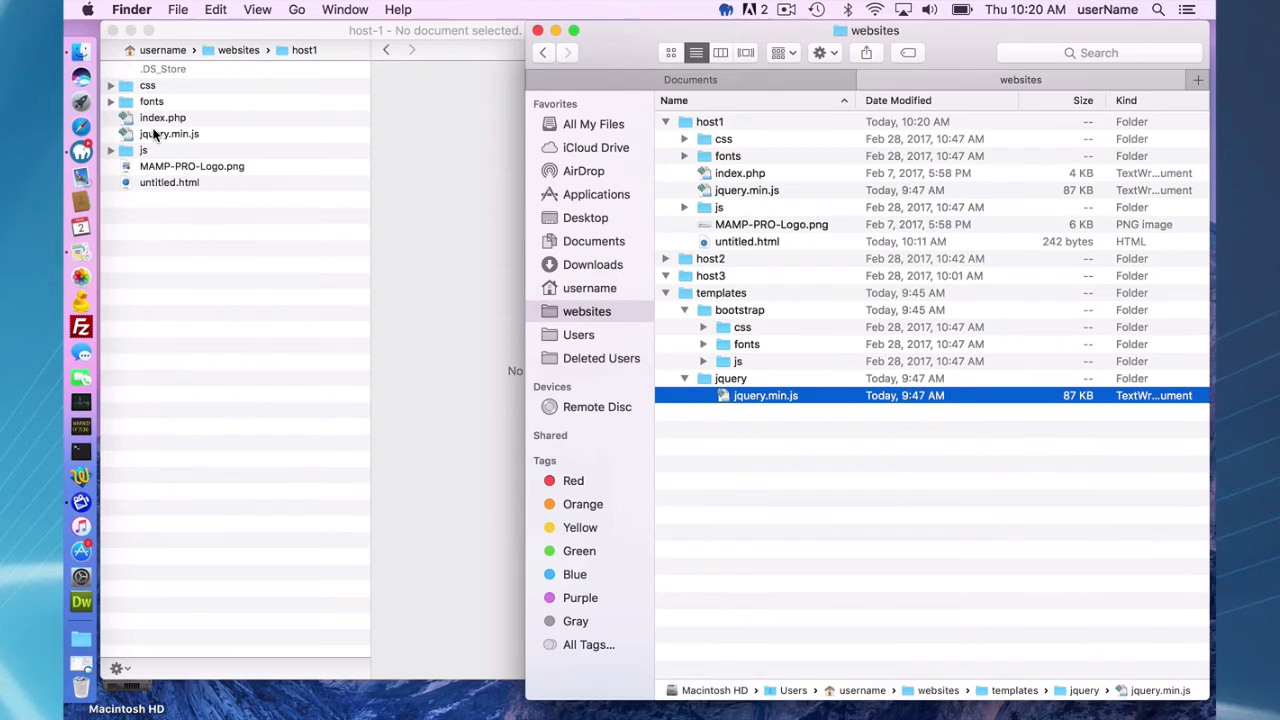 Finder File Edit View Go Window Help 2 Thu 10:20 AM userName
host-1 - No document selected.
username websites host1
.DS_Store
css
fonts
index.php
jquery.min.js
js
MAMP-PRO-Logo.png
untitled.html
No
Macintosh HD
websites
Search
Documents websites
Favorites
All My Files
iCloud Drive
AirDrop
Applications
Desktop
Documents
Downloads
username
websites
Users
Deleted Users
Devices
Remote Disc
Shared
Tags
Red
Orange
Yellow
Green
Blue
Purple
Gray
All Tags...
Name Date Modified Size Kind
host1 Today, 10:20 AM -- Folder
css Feb 28, 2017, 10:47 AM -- Folder
fonts Feb 28, 2017, 10:47 AM -- Folder
index.php Feb 7, 2017, 5:58 PM 4 KB TextWr...ument
jquery.min.js Today, 9:47 AM 87 KB TextWr...ument
js Feb 28, 2017, 10:47 AM -- Folder
MAMP-PRO-Logo.png Feb 7, 2017, 5:58 PM 6 KB PNG image
untitled.html Today, 10:11 AM 242 bytes HTML
host2 Feb 28, 2017, 10:42 AM -- Folder
host3 Feb 28, 2017, 10:01 AM -- Folder
templates Today, 9:45 AM -- Folder
bootstrap Today, 9:45 AM -- Folder
css Feb 28, 2017, 10:47 AM -- Folder
fonts Feb 28, 2017, 10:47 AM -- Folder
js Feb 28, 2017, 10:47 AM -- Folder
jquery Today, 9:47 AM -- Folder
jquery.min.js Today, 9:47 AM 87 KB TextWr...ument
Macintosh HD Users username websites templates jquery jquery.min.js